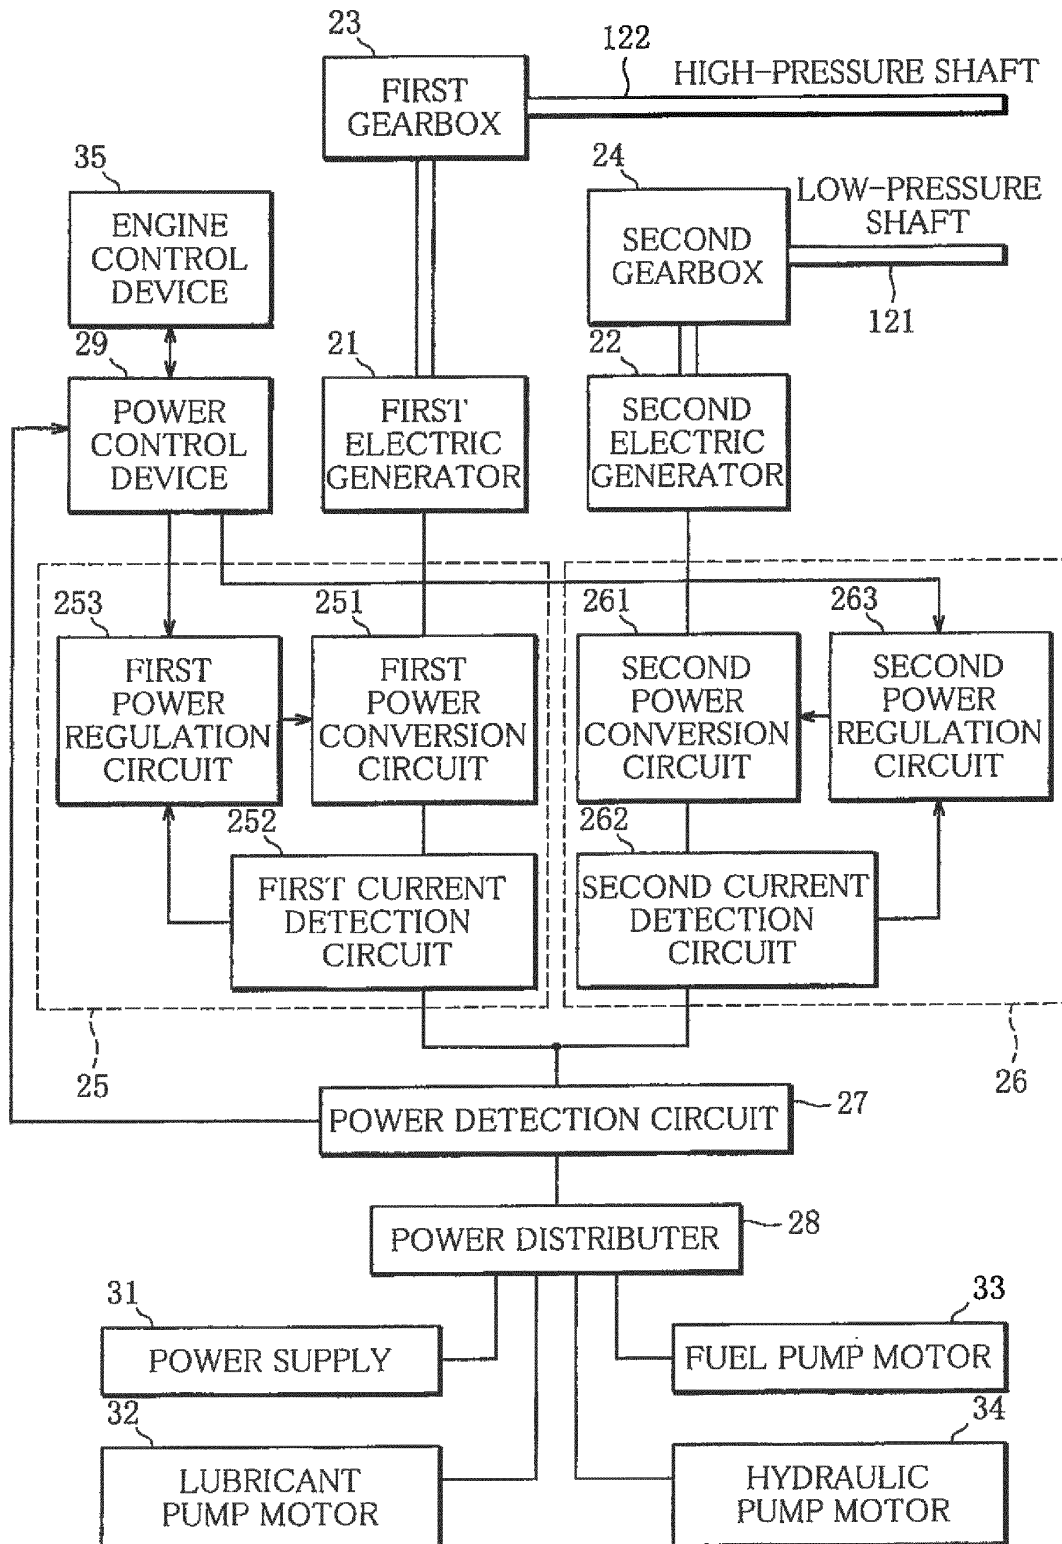 23
FIRST
GEARBOX
122
HIGH-PRESSURE SHAFT
35
ENGINE
CONTROL
DEVICE
24
SECOND
GEARBOX
LOW-PRESSURE
SHAFT
121
29
POWER
CONTROL
DEVICE
21
FIRST
ELECTRIC
GENERATOR
22
SECOND
ELECTRIC
GENERATOR
253
FIRST
POWER
REGULATION
CIRCUIT
251
FIRST
POWER
CONVERSION
CIRCUIT
261
SECOND
POWER
CONVERSION
CIRCUIT
263
SECOND
POWER
REGULATION
CIRCUIT
252
FIRST CURRENT
DETECTION
CIRCUIT
262
SECOND CURRENT
DETECTION
CIRCUIT
25
26
POWER DETECTION CIRCUIT
27
POWER DISTRIBUTER
28
31
POWER SUPPLY
33
FUEL PUMP MOTOR
32
LUBRICANT
PUMP MOTOR
34
HYDRAULIC
PUMP MOTOR